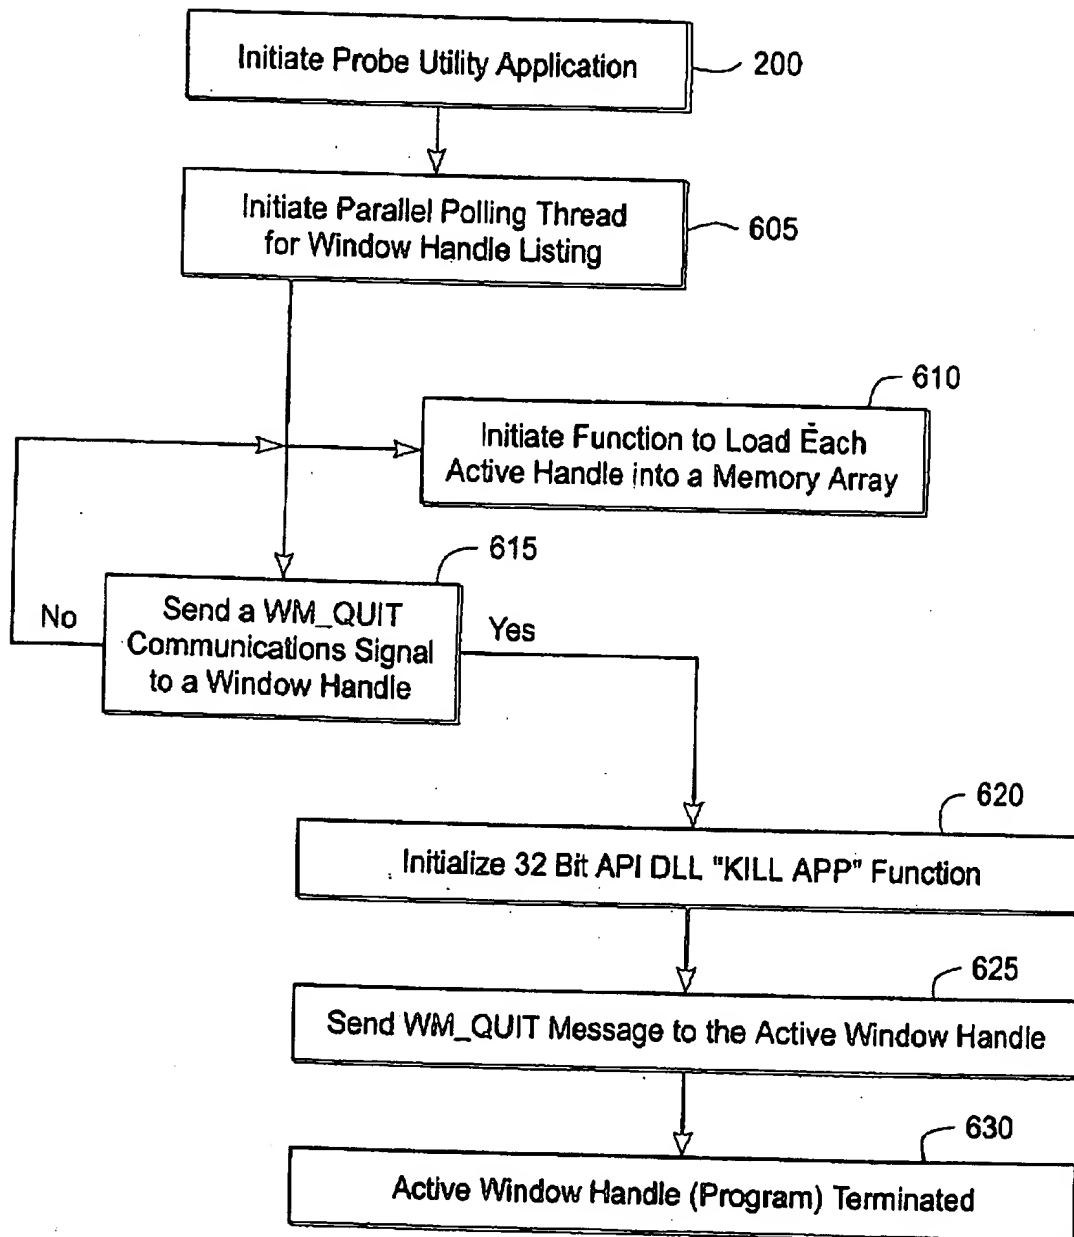 Initiate Probe Utility Application
200
Initiate Parallel Polling Thread
for Window Handle Listing
605
610
Initiate Function to Load Each
Active Handle into a Memory Array
615
Send a WM_QUIT
Communications Signal
to a Window Handle
No
Yes
620
Initialize 32 Bit API DLL "KILL APP" Function
625
Send WM_QUIT Message to the Active Window Handle
630
Active Window Handle (Program) Terminated